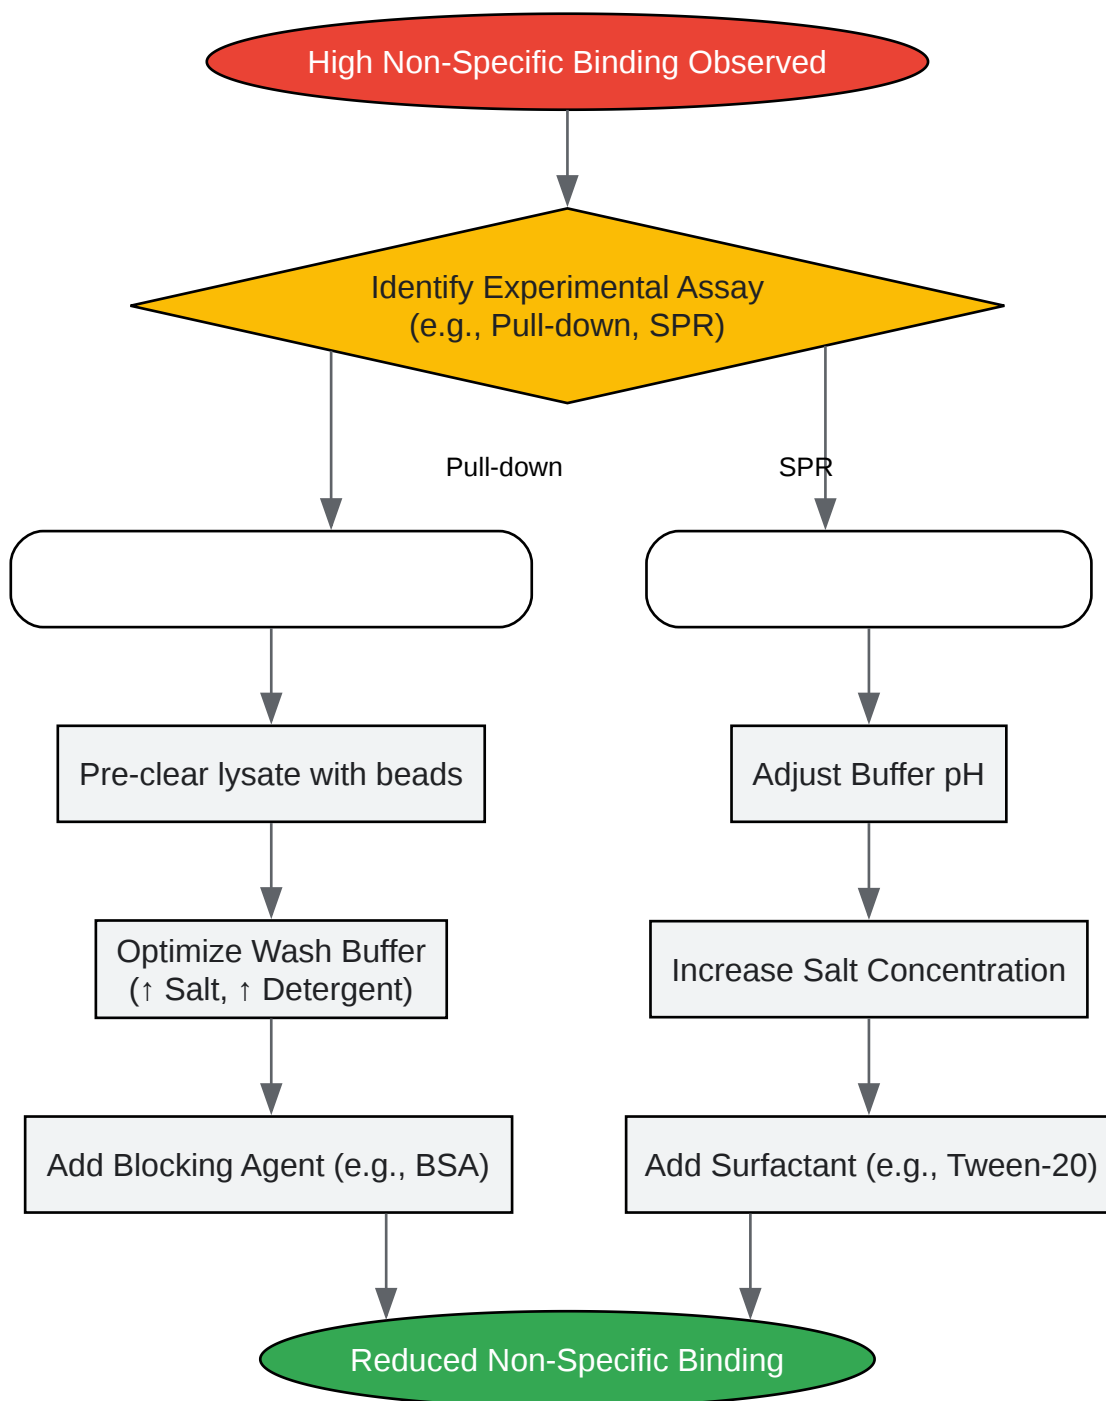 High Non-Specific Binding Observed
Identify Experimental Assay
(e.g., Pull-down, SPR)
Pull-down
SPR
Pre-clear lysate with beads
Adjust Buffer pH
Optimize Wash Buffer
(↑ Salt, ↑ Detergent)
Increase Salt Concentration
Add Blocking Agent (e.g., BSA)
Add Surfactant (e.g., Tween-20)
Reduced Non-Specific Binding